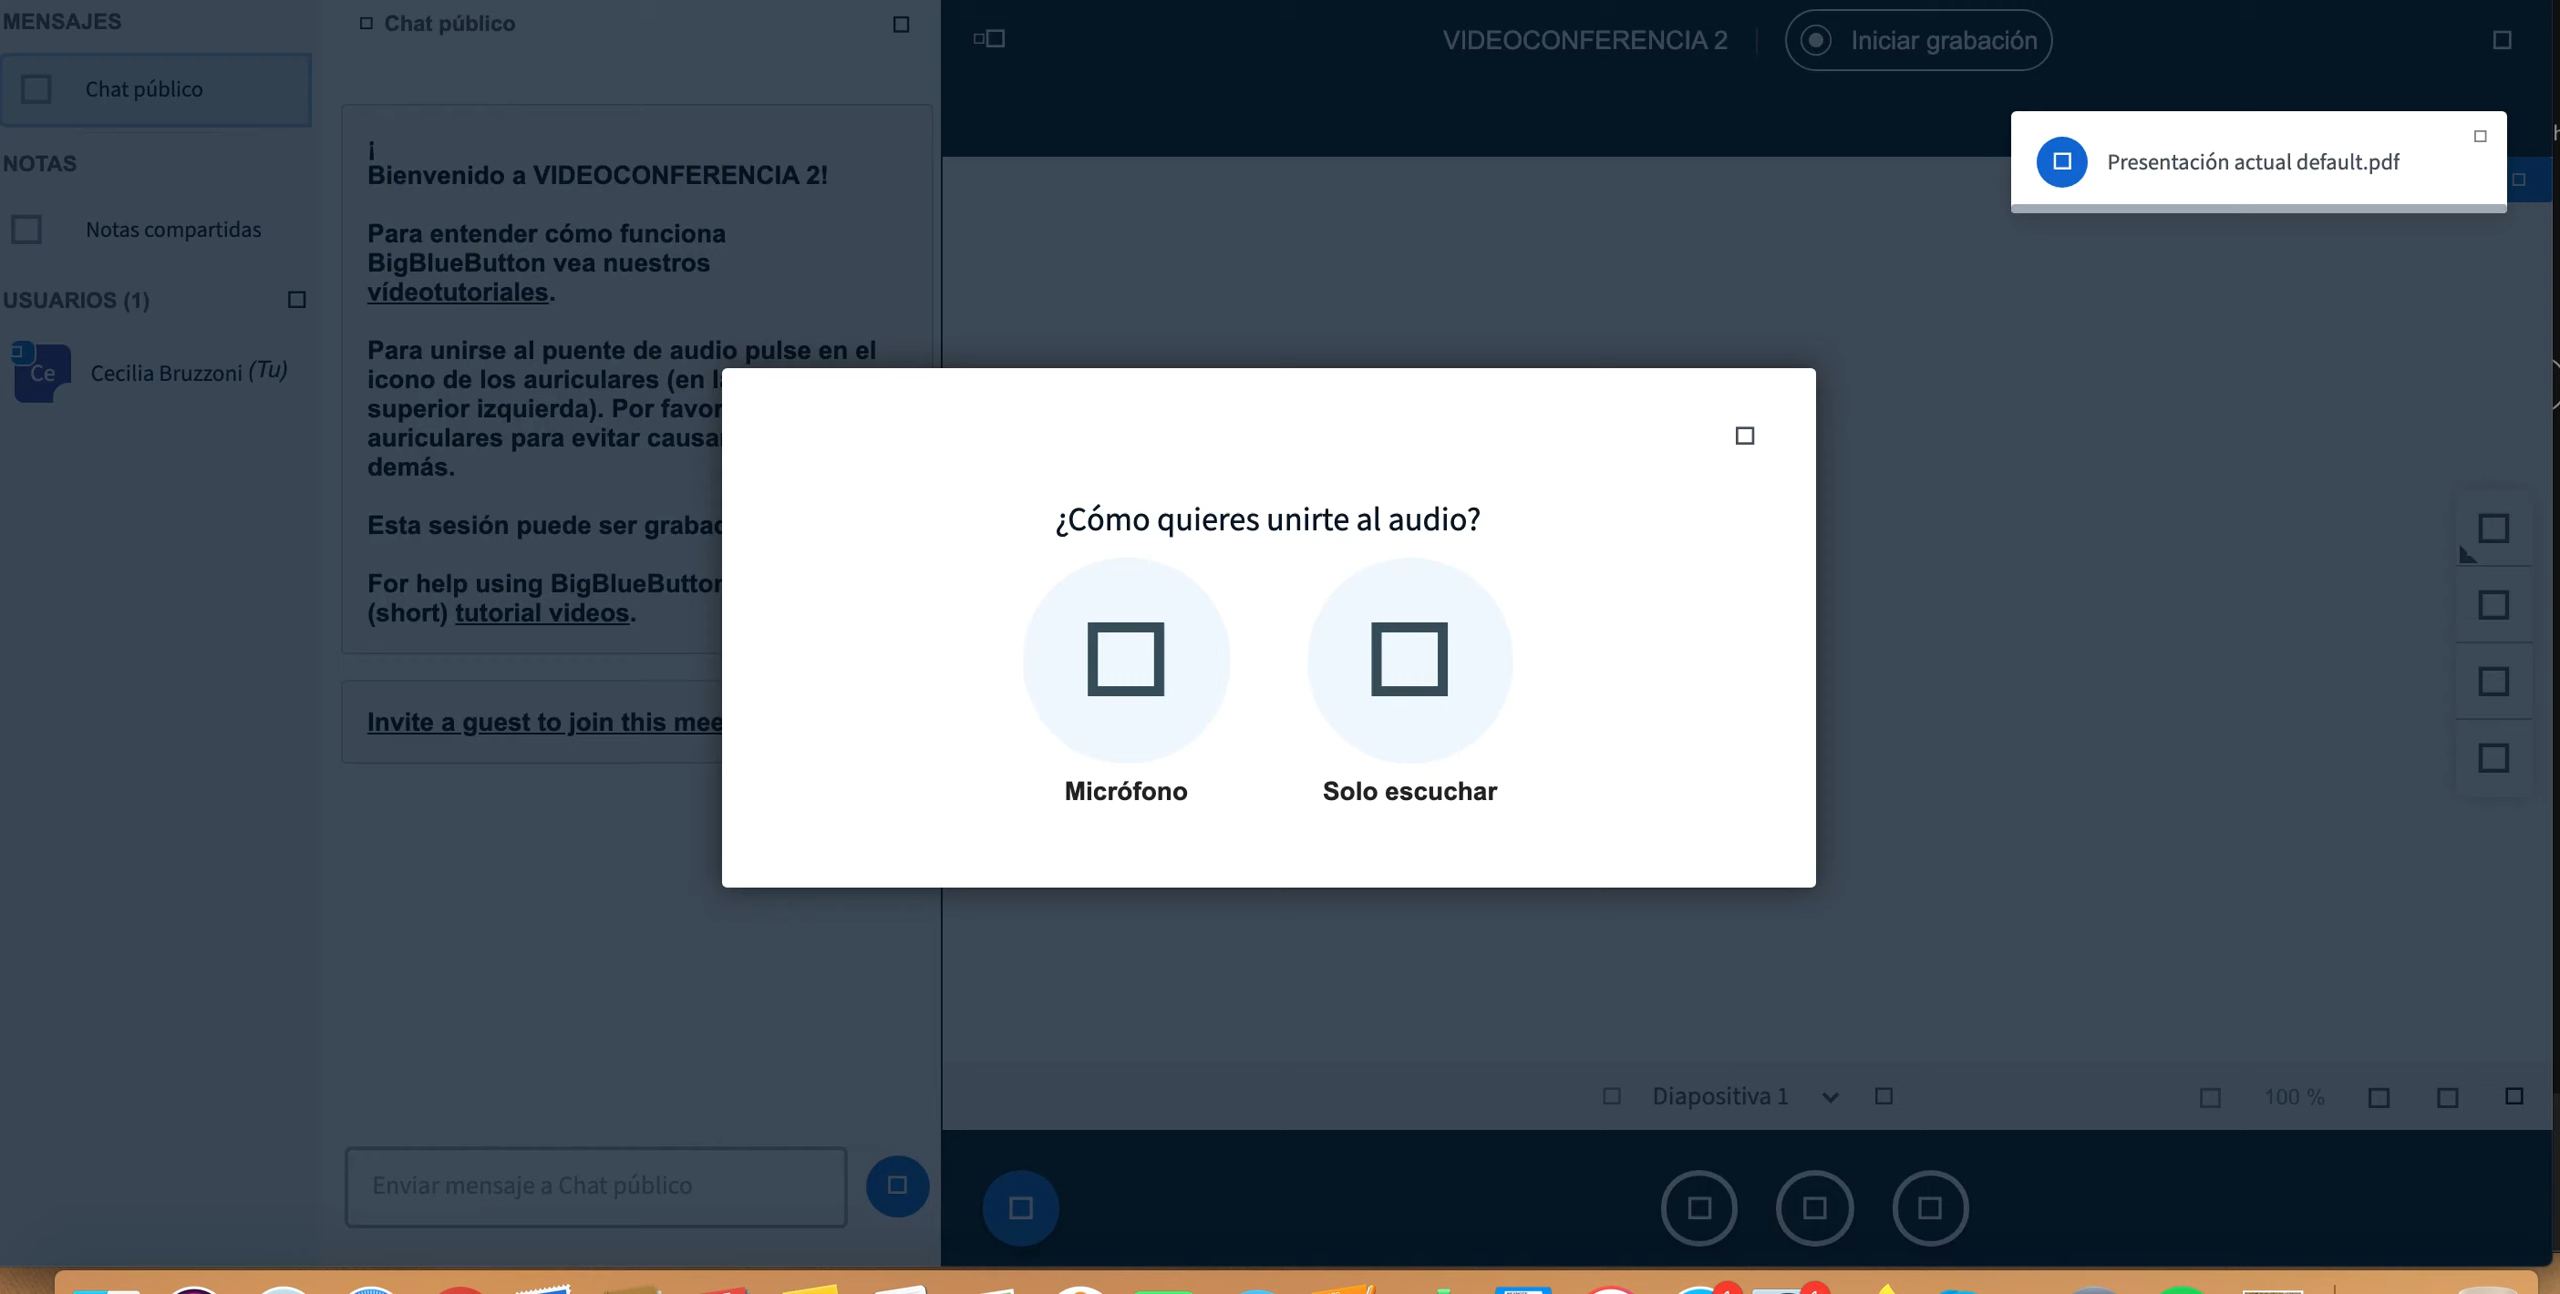 MENSAJES
Chat público
NOTAS
Notas compartidas
USUARIOS (1)
Ce
Cecilia Bruzzoni (Tu)
Chat público
¡
Bienvenido a VIDEOCONFERENCIA 2!
Para entender cómo funciona
BigBlueButton vea nuestros
vídeotutoriales.
Para unirse al puente de audio pulse en el
icono de los auriculares (en
superior izquierda). Por favor
auriculares para evitar
demás.
Esta sesión puede ser
For help using BigBlueButton
(short) tutorial videos.
Invite a guest to join this
Enviar mensaje a Chat público
VIDEOCONFERENCIA 2
Iniciar grabación
Presentación actual default.pdf
¿Cómo quieres unirte al audio?
Micrófono
Solo escuchar
Diapositiva 1
100 %